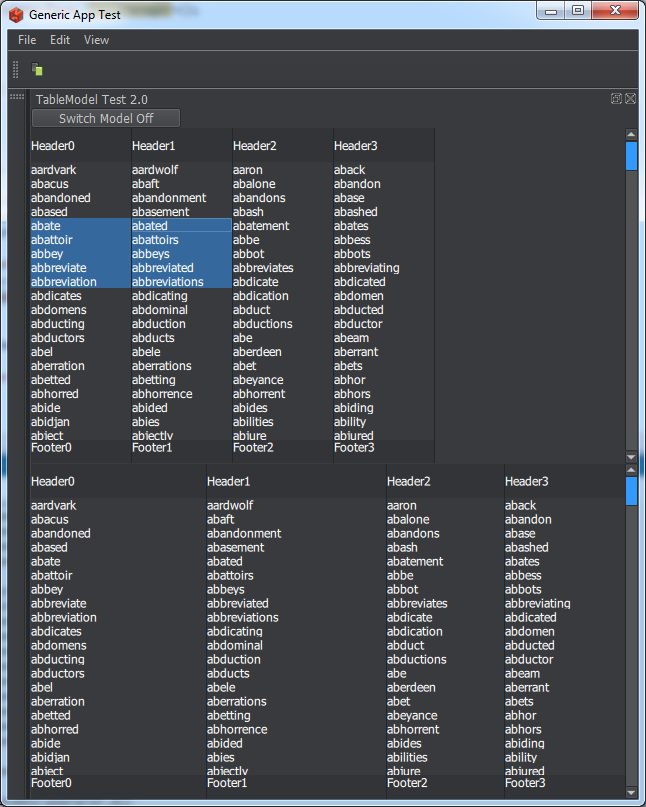 Generic App Test
File Edit View
TableModel Test 2.0
Switch Model Off
Header0 Header1 Header2 Header3
aardvark aardwolf aaron aback
abacus abaft abalone abandon
abandoned abandonment abandons abase
abased abasement abash abashed
abate abated abatement abates
abattoir abattoirs abbe abbess
abbey abbeys abbot abbots
abbreviate abbreviated abbreviates abbreviating
abbreviation abbreviations abdicate abdicated
abdicates abdicating abdication abdomen
abdomens abdominal abduct abducted
abducting abduction abductions abductor
abductors abducts abe abeam
abel abele aberdeen aberrant
aberration aberrations abet abets
abetted abetting abeyance abhor
abhorred abhorrence abhorrent abhors
abide abided abides abiding
abidjan abies abilities ability
abject abjectly abjure abjured
Footer0 Footer1 Footer2 Footer3
Header0 Header1 Header2 Header3
aardvark aardwolf aaron aback
abacus abaft abalone abandon
abandoned abandonment abandons abase
abased abasement abash abashed
abate abated abatement abates
abattoir abattoirs abbe abbess
abbey abbeys abbot abbots
abbreviate abbreviated abbreviates abbreviating
abbreviation abbreviations abdicate abdicated
abdicates abdicating abdication abdomen
abdomens abdominal abduct abducted
abducting abduction abductions abductor
abductors abducts abe abeam
abel abele aberdeen aberrant
aberration aberrations abet abets
abetted abetting abeyance abhor
abhorred abhorrence abhorrent abhors
abide abided abides abiding
abidjan abies abilities ability
abject abjectly abjure abjured
Footer0 Footer1 Footer2 Footer3